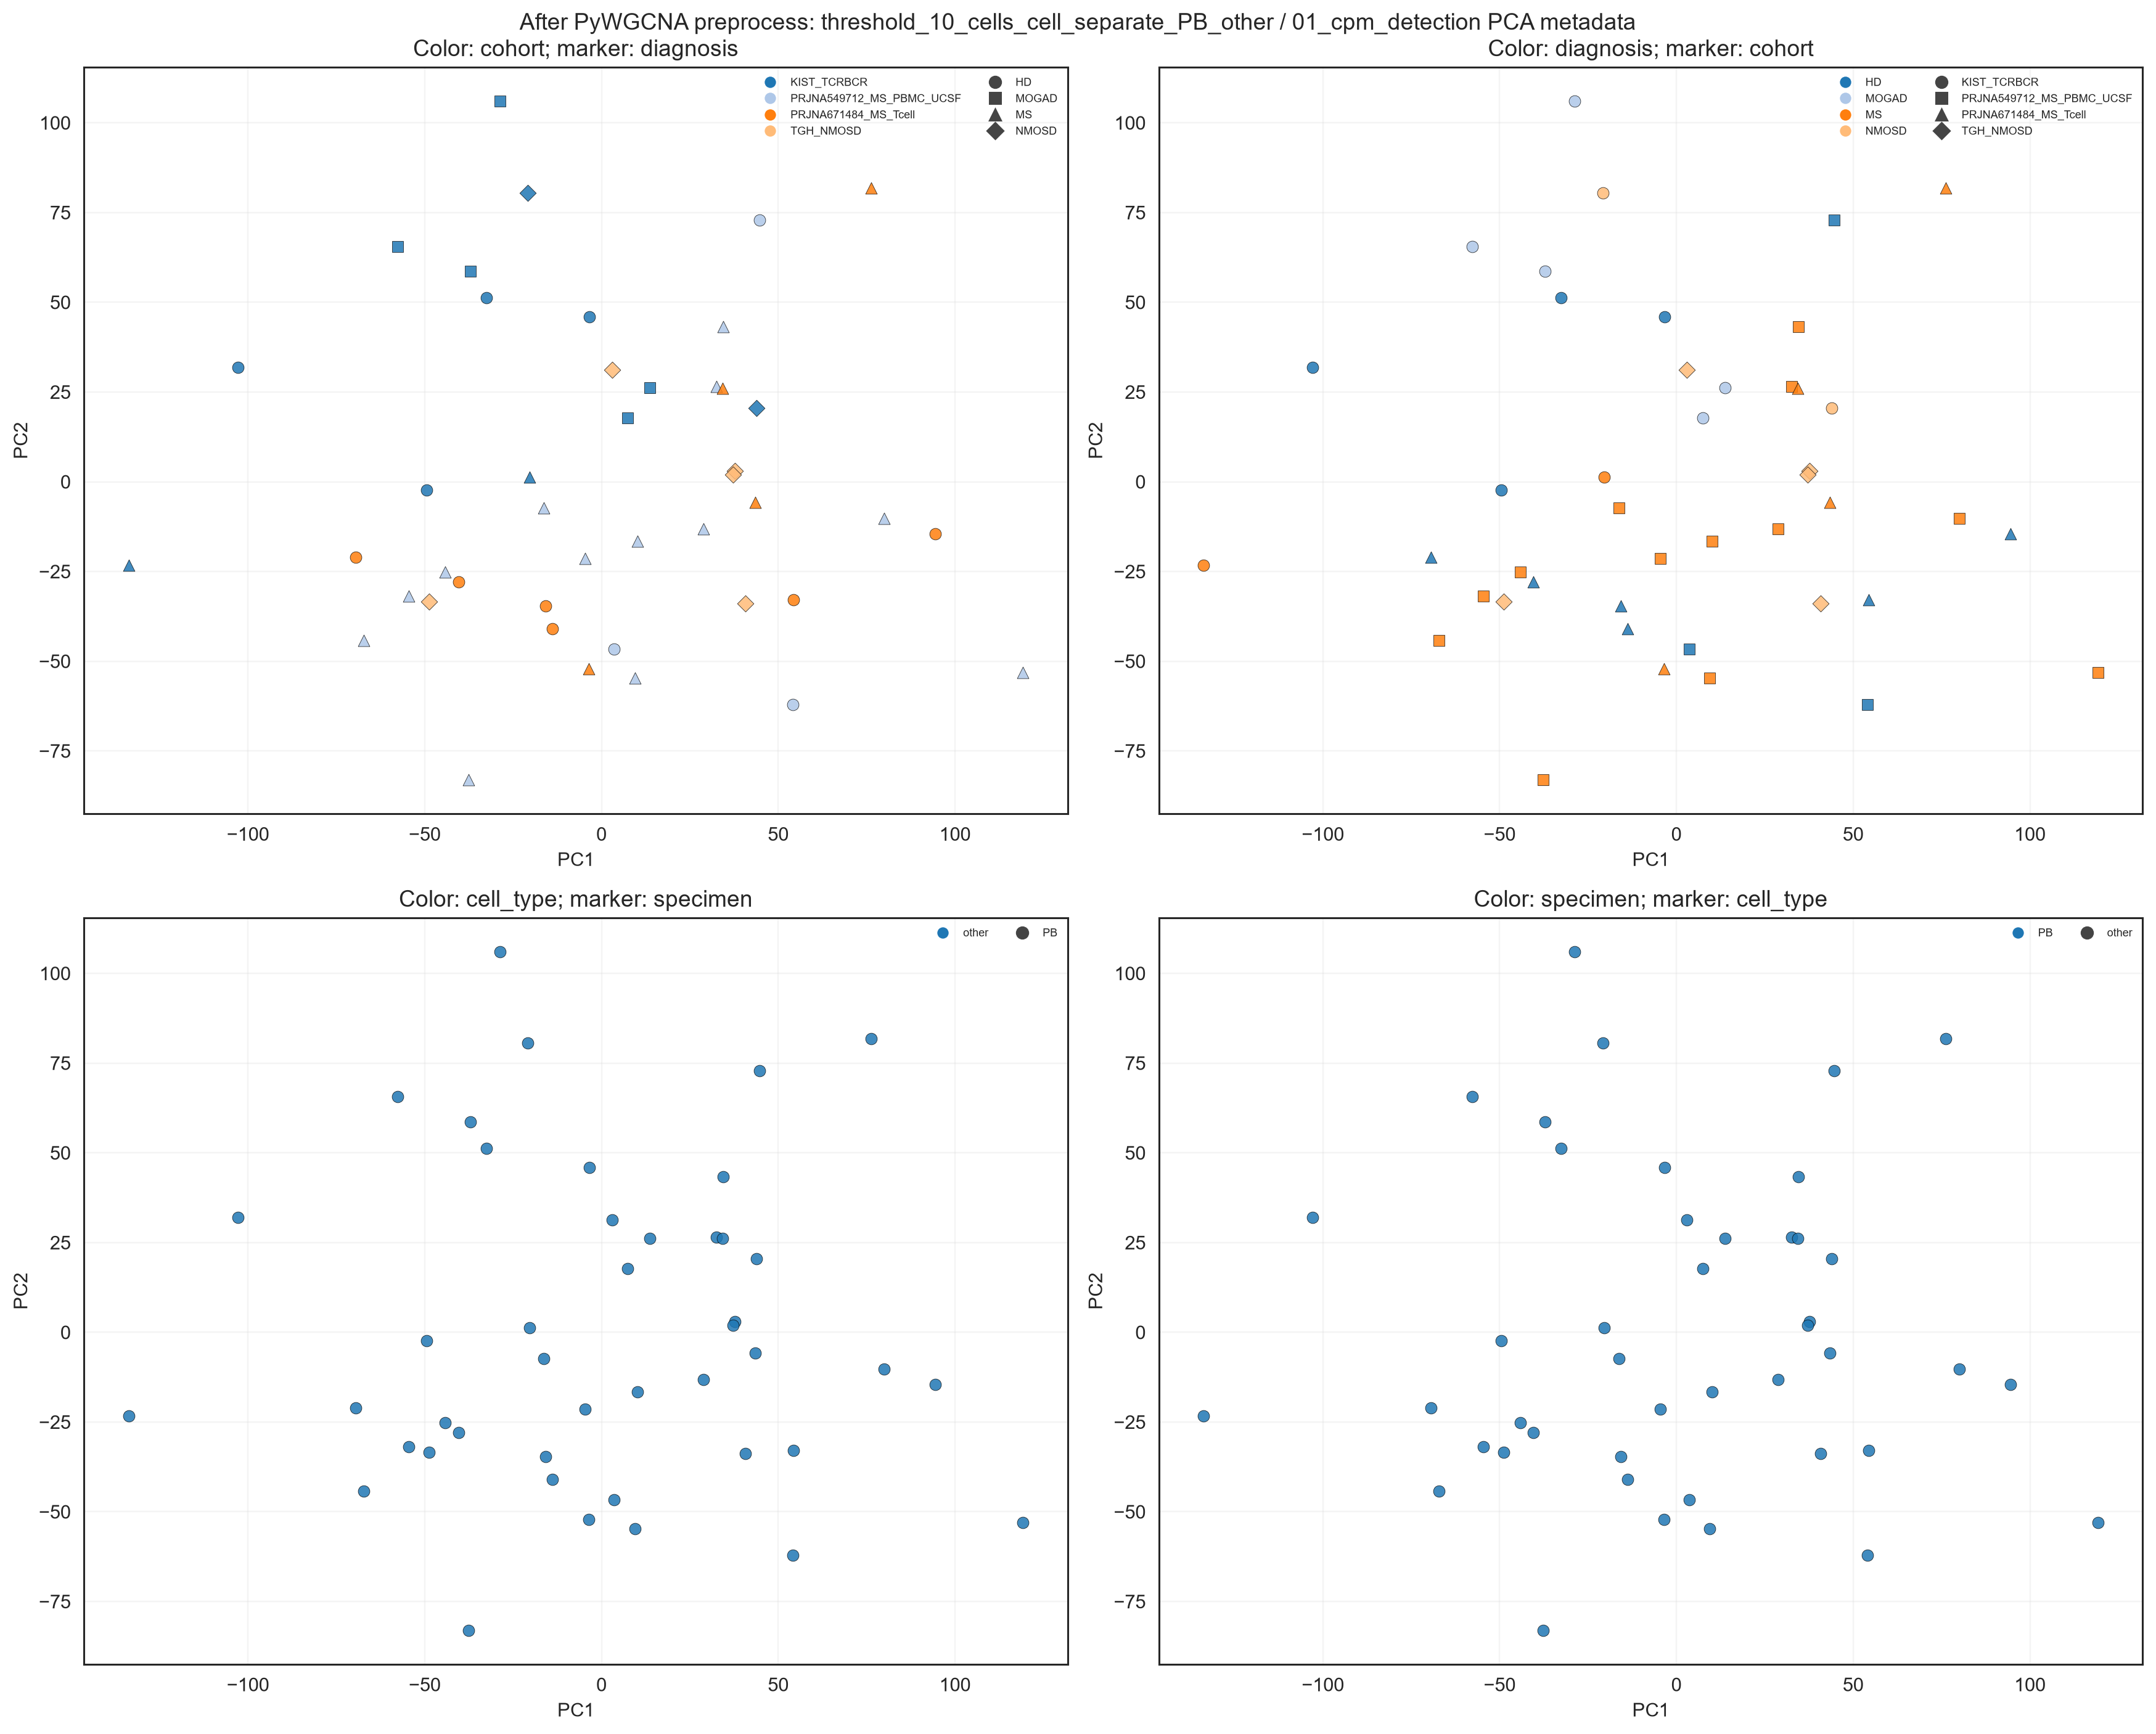 After PyWGCNA preprocess: threshold_10_cells_cell_separate_PB_other / 01_cpm_detection PCA metadata
Color: cohort; marker: diagnosis
KIST_TCRBCR
PRJNA549712_MS_PBMC_UCSF
PRJNA671484_MS_Tcell
TGH_NMOSD
HD
MOGAD
MS
NMOSD
100
75
50
25
0
−25
−50
−75
PC2
−100
−50
0
50
100
PC1
Color: diagnosis; marker: cohort
HD
MOGAD
MS
NMOSD
KIST_TCRBCR
PRJNA549712_MS_PBMC_UCSF
PRJNA671484_MS_Tcell
TGH_NMOSD
100
75
50
25
0
−25
−50
−75
PC2
−100
−50
0
50
100
PC1
Color: cell_type; marker: specimen
other
PB
100
75
50
25
0
−25
−50
−75
PC2
−100
−50
0
50
100
PC1
Color: specimen; marker: cell_type
PB
other
100
75
50
25
0
−25
−50
−75
PC2
−100
−50
0
50
100
PC1